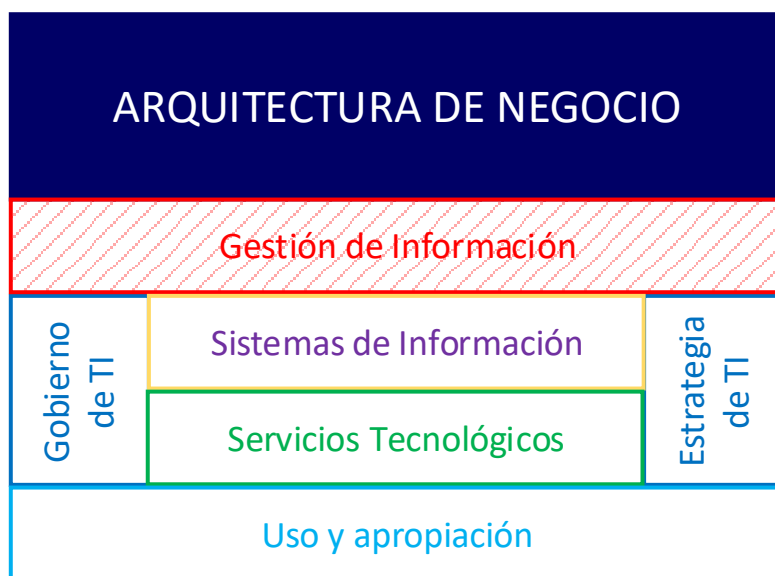 ARQUITECTURA DE NEGOCIO
Gestión de Información
Gobierno
de TI
Sistemas de Información
Servicios Tecnológicos
Estrategia
de TI
Uso y apropiación